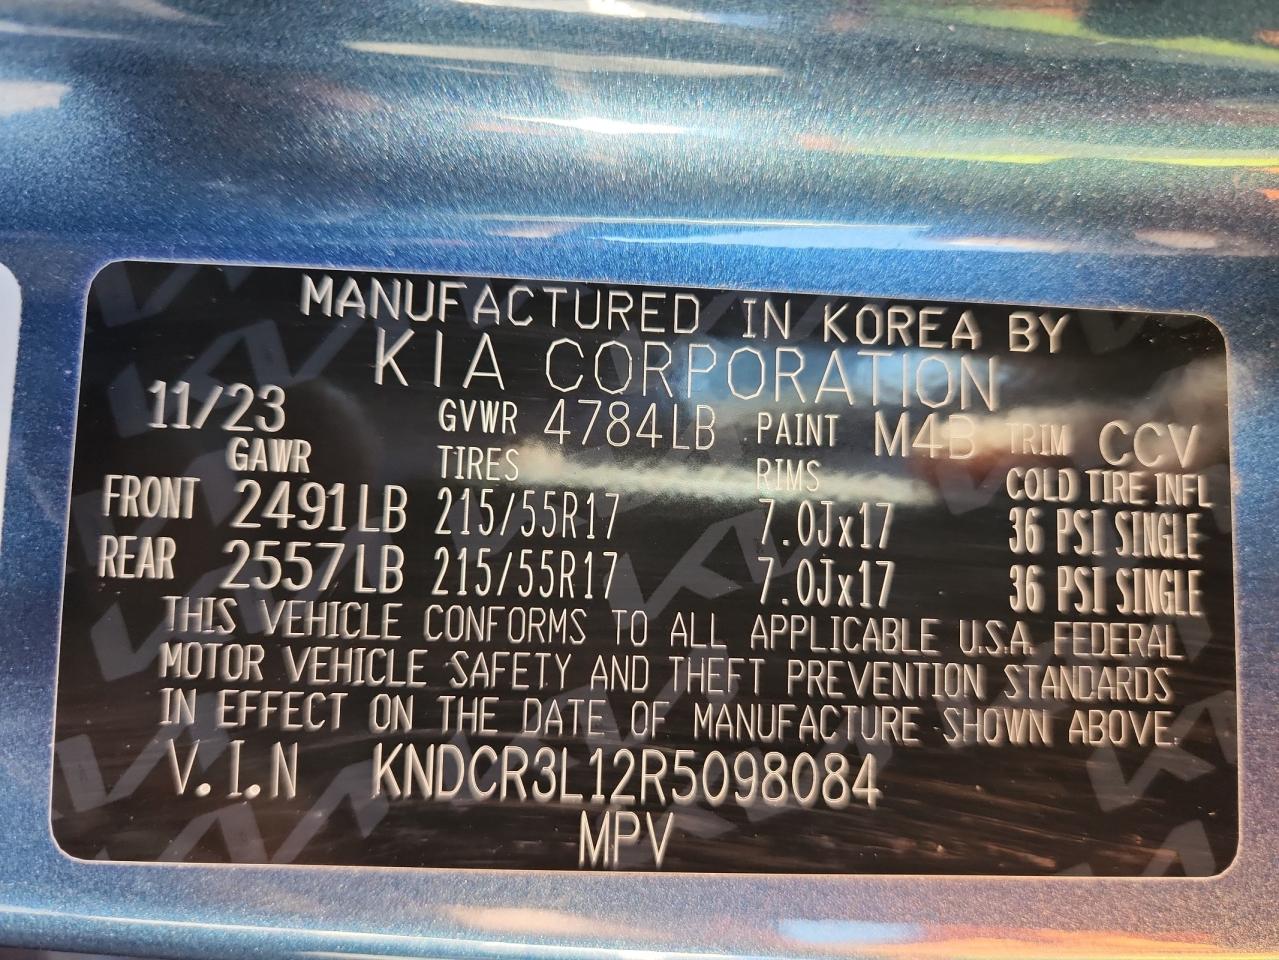 MANUFACTURED IN KOREA BY
KIA CORPORATION
11/23 GVWR 4784LB PAINT M4B TRIM CCV
GAWR TIRES RIMS COLD TIRE INFL
FRONT 2491LB 215/55R17 7.0Jx17 36 PSI SINGLE
REAR 2557LB 215/55R17 7.0Jx17 36 PSI SINGLE
THIS VEHICLE CONFORMS TO ALL APPLICABLE U.S.A. FEDERAL
MOTOR VEHICLE SAFETY AND THEFT PREVENTION STANDARDS
IN EFFECT ON THE DATE OF MANUFACTURE SHOWN ABOVE.
V.I.N KNDCR3L12R5098084
MPV